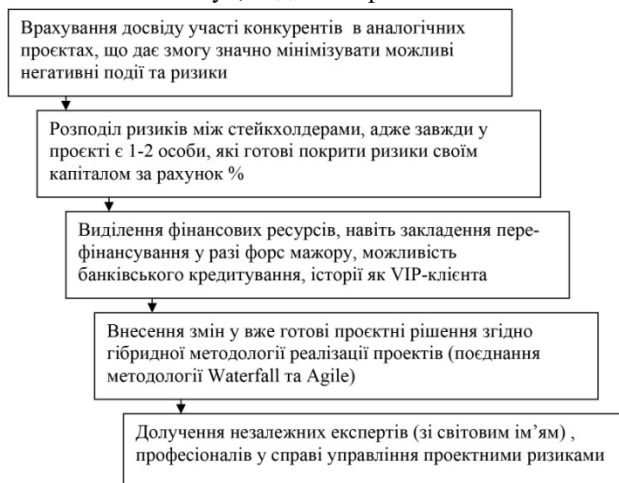 Врахування досвіду участі конкурентів в аналогічних
проєктах, що дає змогу значно мінімізувати можливі
негативні події та ризики
Розподіл ризиків між стейкхолдерами, адже завжди у
проєкті є 1-2 особи, які готові покрити ризики своїм
капіталом за рахунок %
Виділення фінансових ресурсів, навіть закладення пере-
фінансування у разі форс мажору, можливість
банківського кредитування, історії як VIP-клієнта
Внесення змін у вже готові проєктні рішення згідно
гібридної методології реалізації проектів (поєднання
методології Waterfall та Agile)
Долучення незалежних експертів (зі світовим ім’ям) ,
професіоналів у справі управління проектними ризиками